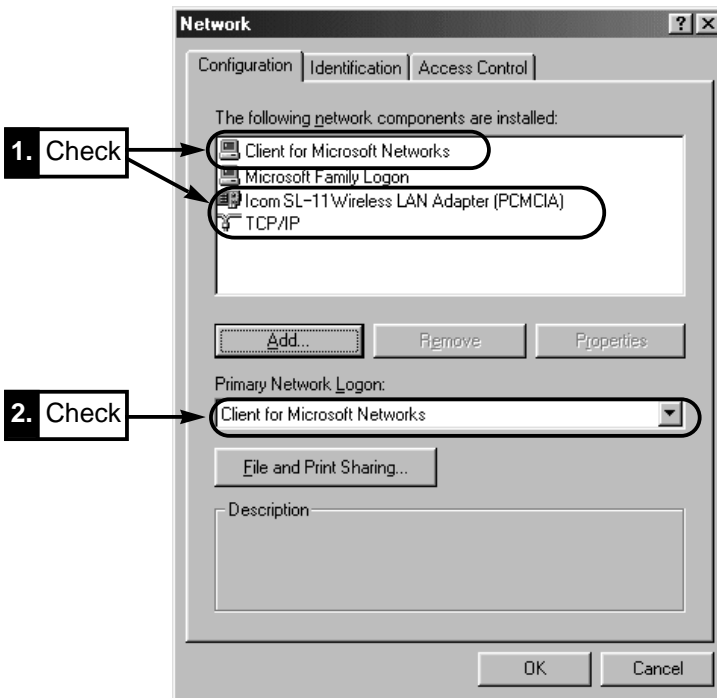 Network
Configuration
Identification
Access Control
The following network components are installed:
1. Check
Client for Microsoft Networks
Microsoft Family Logon
Icom SL-11 Wireless LAN Adapter (PCMCIA)
TCP/IP
Add...
Remove
Properties
Primary Network Logon:
2. Check
Client for Microsoft Networks
File and Print Sharing...
Description
OK
Cancel